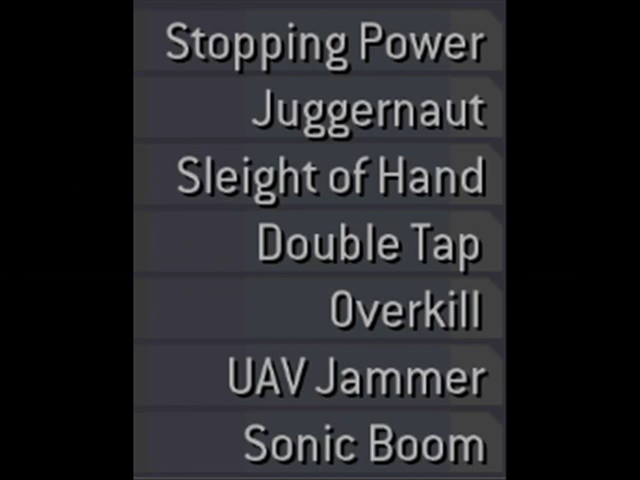 Stopping Power
Juggernaut
Sleight of Hand
Double Tap
Overkill
UAV Jammer
Sonic Boom